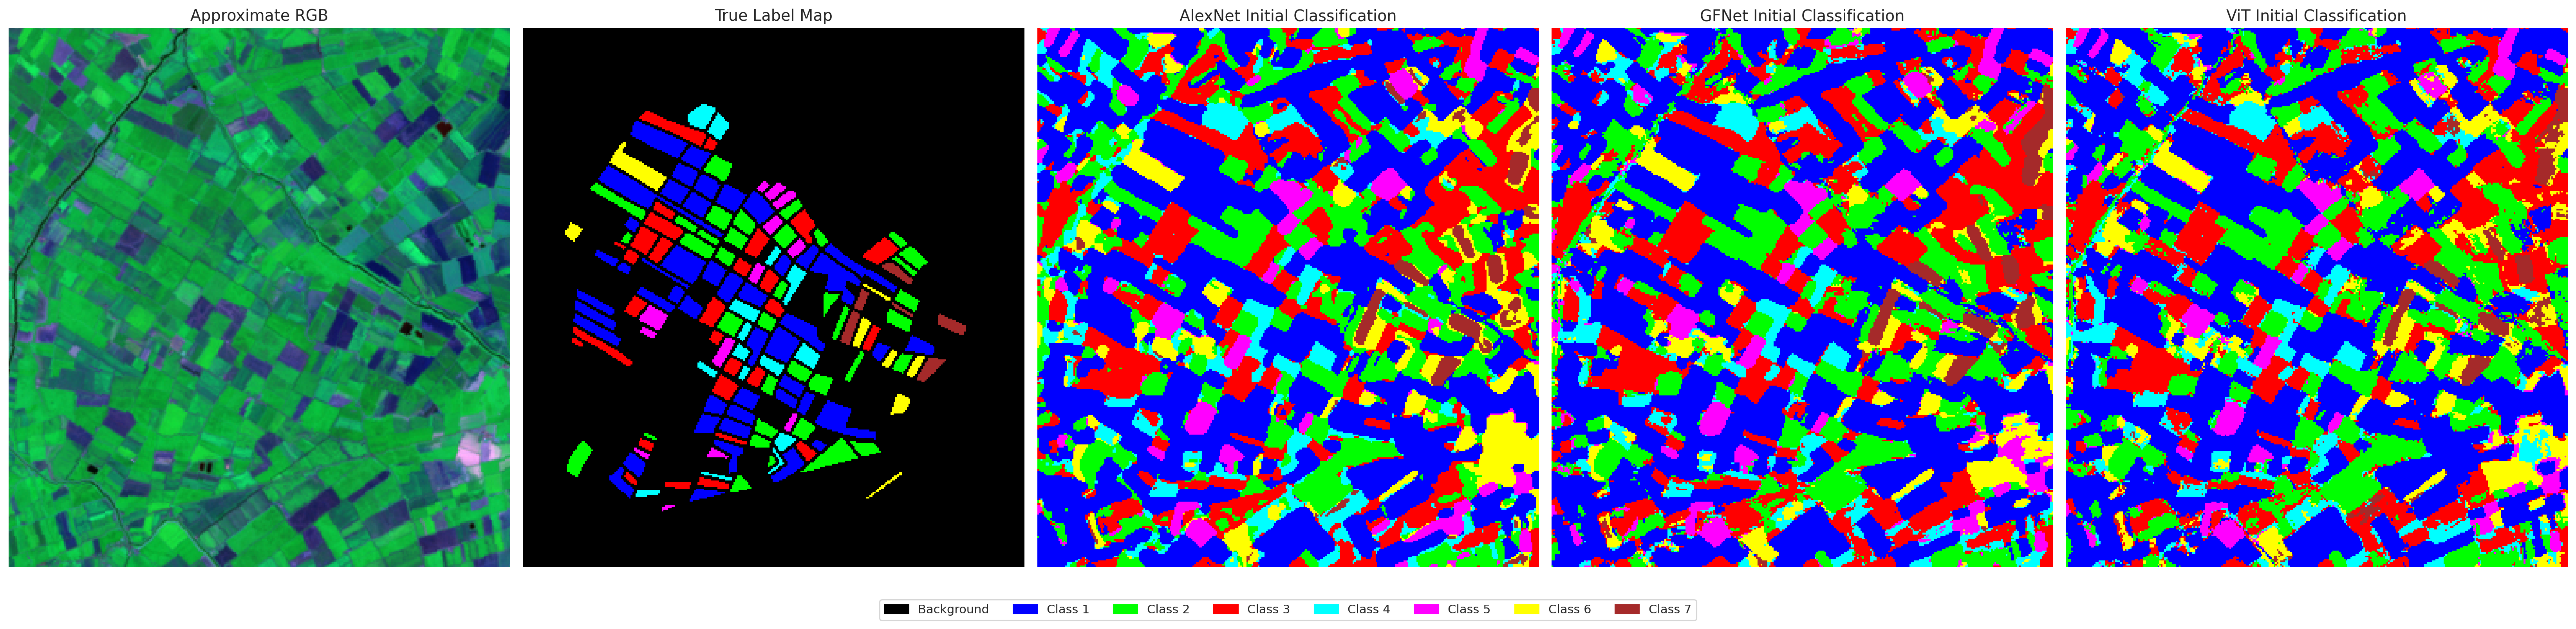 Approximate RGB
True Label Map
AlexNet Initial Classification
GFNet Initial Classification
ViT Initial Classification
Background Class 1 Class 2 Class 3 Class 4 Class 5 Class 6 Class 7